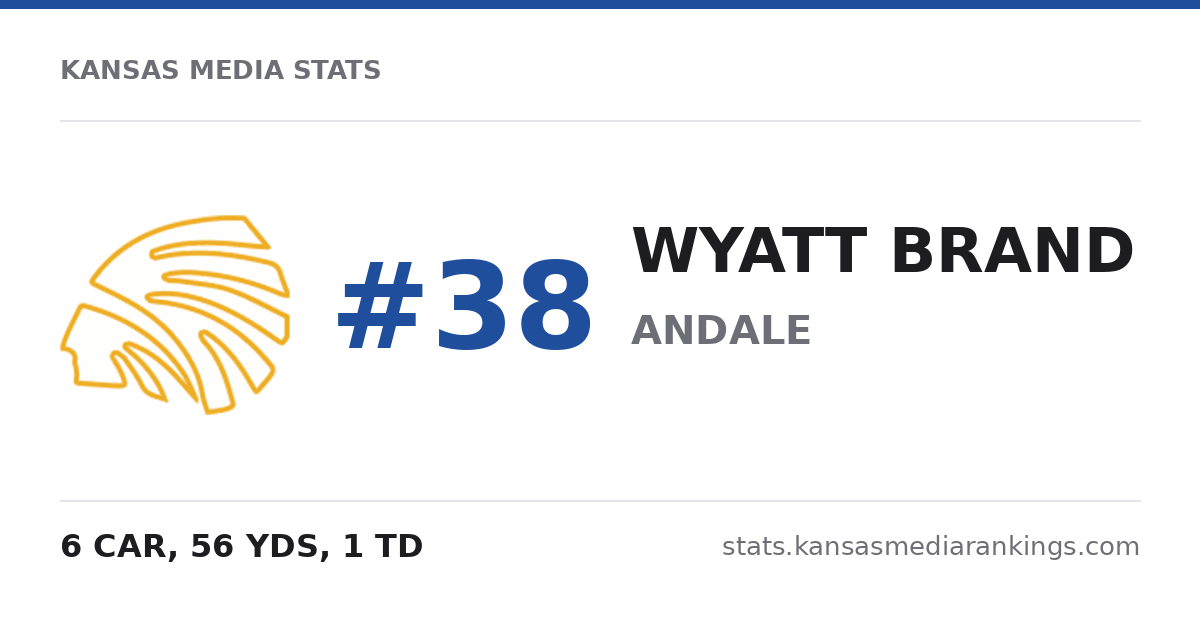 KANSAS MEDIA STATS
#38
WYATT BRAND
ANDALE
6 CAR, 56 YDS, 1 TD
stats.kansasmediarankings.com